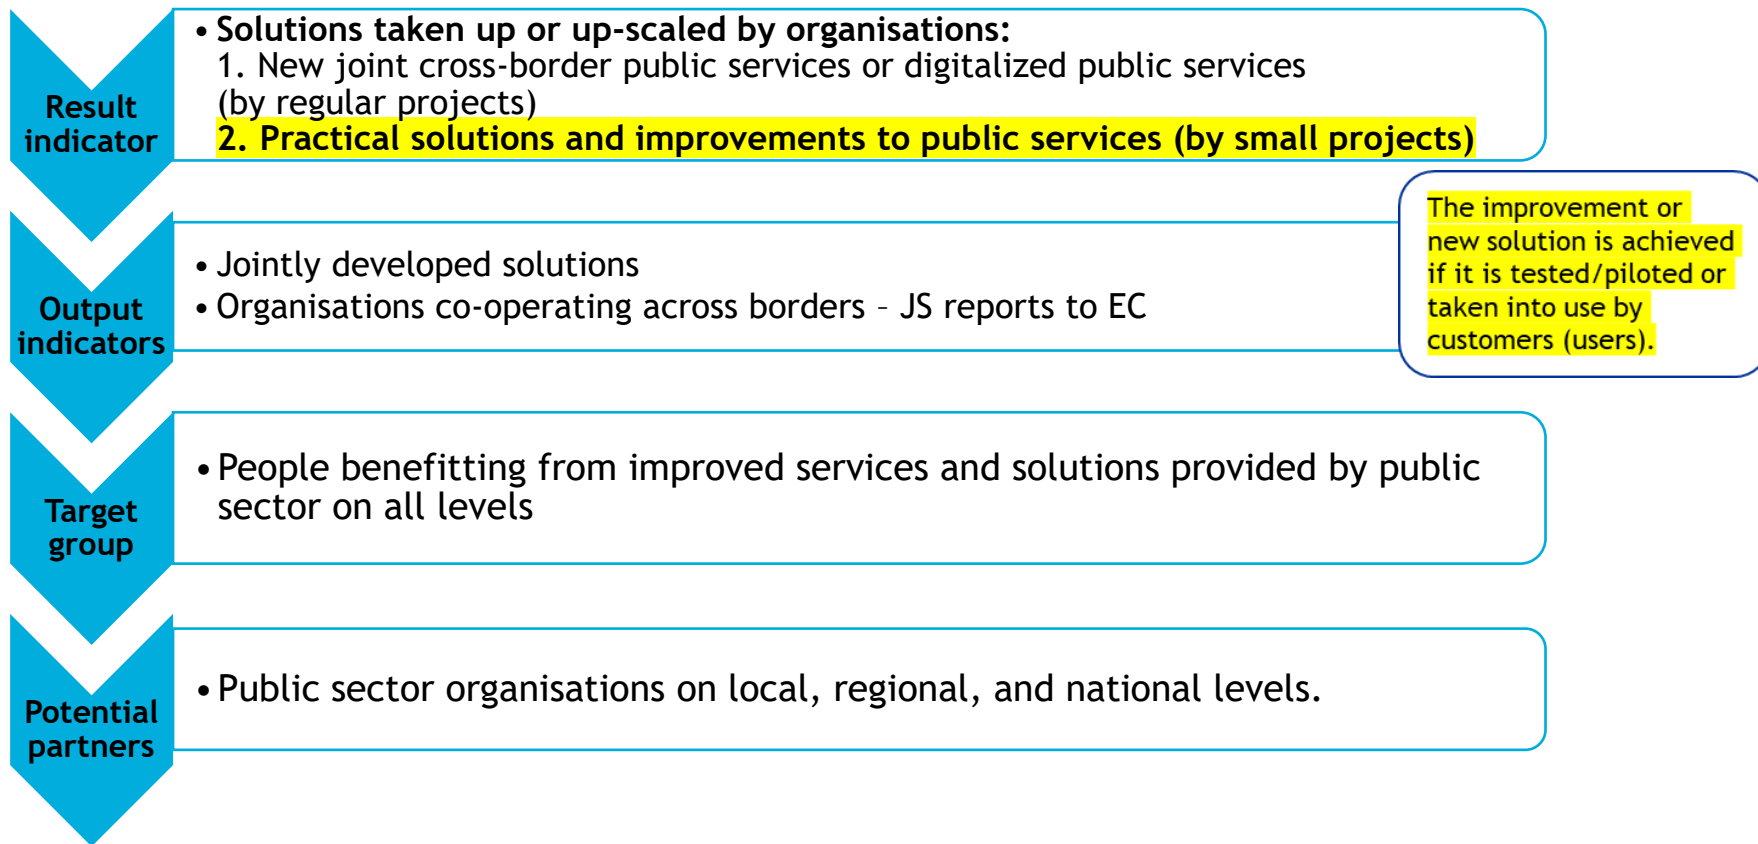 Result
indicator
• Solutions taken up or up-scaled by organisations:
1. New joint cross-border public services or digitalized public services
(by regular projects)
2. Practical solutions and improvements to public services (by small projects)
The improvement or
new solution is achieved
if it is tested/piloted or
taken into use by
customers (users).
Output
indicators
• Jointly developed solutions
• Organisations co-operating across borders – JS reports to EC
Target
group
• People benefitting from improved services and solutions provided by public
sector on all levels
Potential
partners
• Public sector organisations on local, regional, and national levels.